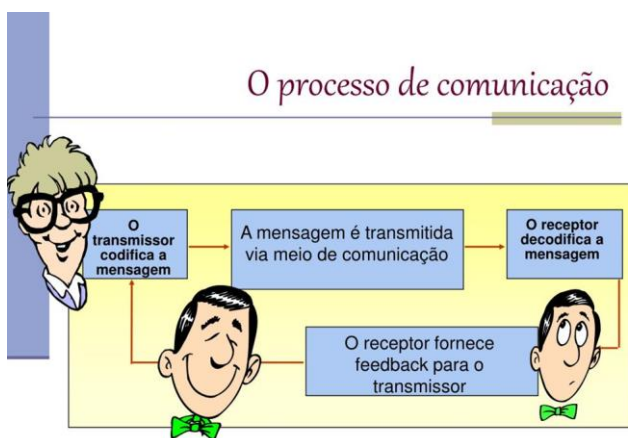 O processo de comunicação
O
transmissor
codifica a
mensagem
A mensagem é transmitida
via meio de comunicação
O receptor
decodifica a
mensagem
O receptor fornece
feedback para o
transmissor